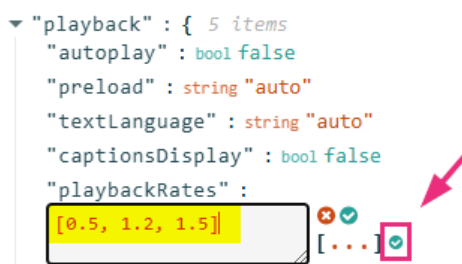 "playback" : { 5 items
"autoplay" : bool false
"preload" : string "auto"
"textLanguage" : string "auto"
"captionsDisplay" : bool false
"playbackRates" :
[0.5, 1.2, 1.5]
[...]